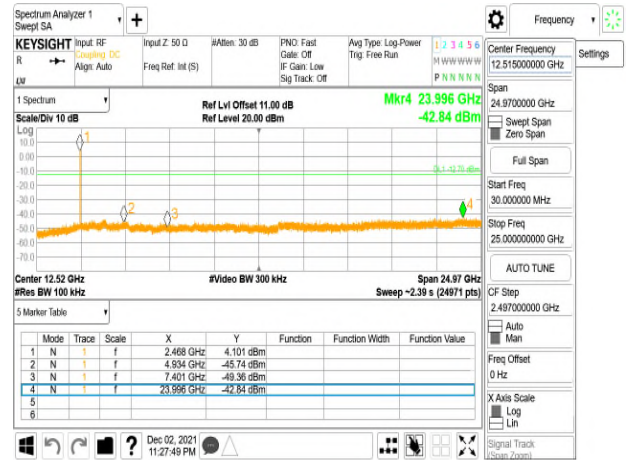 Spectrum Analyzer 1
Swept SA
KEYSIGHT
R
Input: RF
Coupling: DC
Align: Auto
Input Z: 50 Ω
Freq Ref: Int (S)
#Atten: 30 dB
PNO: Fast
Gate: Off
IF Gain: Low
Sig Track: Off
Avg Type: Log-Power
Trig: Free Run
1 2 3 4 5 6
M W W W W W
P N N N N N
1 Spectrum
Scale/Div 10 dB
Ref Lvl Offset 11.00 dB
Ref Level 20.00 dBm
Mkr4 23.996 GHz
-42.84 dBm
Log
10.0
0.00
-10.0
-20.0
-30.0
-40.0
-50.0
-60.0
-70.0
1
2
3
4
Center 12.52 GHz
#Res BW 100 kHz
#Video BW 300 kHz
Span 24.97 GHz
Sweep ~2.39 s (24971 pts)
5 Marker Table
Mode Trace Scale X Y Function Function Width Function Value
1 N 1 f 2.468 GHz 4.101 dBm
2 N 1 f 4.934 GHz -45.74 dBm
3 N 1 f 7.401 GHz -49.36 dBm
4 N 1 f 23.996 GHz -42.84 dBm
5
6
Dec 02, 2021
11:27:49 PM
Frequency
Settings
Center Frequency
12.515000000 GHz
Span
24.9700000 GHz
Swept Span
Zero Span
Full Span
Start Freq
30.000000 MHz
Stop Freq
25.000000000 GHz
AUTO TUNE
CF Step
2.497000000 GHz
Auto
Man
Freq Offset
0 Hz
X Axis Scale
Log
Lin
Signal Track
(Span Zoom)